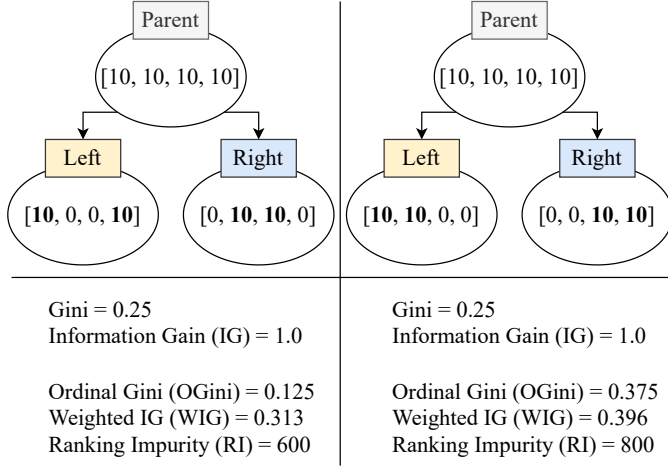 Parent
[10, 10, 10, 10]
Left
Right
[10, 0, 0, 10]
[0, 10, 10, 0]
Gini = 0.25
Information Gain (IG) = 1.0
Ordinal Gini (OGini) = 0.125
Weighted IG (WIG) = 0.313
Ranking Impurity (RI) = 600
Parent
[10, 10, 10, 10]
Left
Right
[10, 10, 0, 0]
[0, 0, 10, 10]
Gini = 0.25
Information Gain (IG) = 1.0
Ordinal Gini (OGini) = 0.375
Weighted IG (WIG) = 0.396
Ranking Impurity (RI) = 800